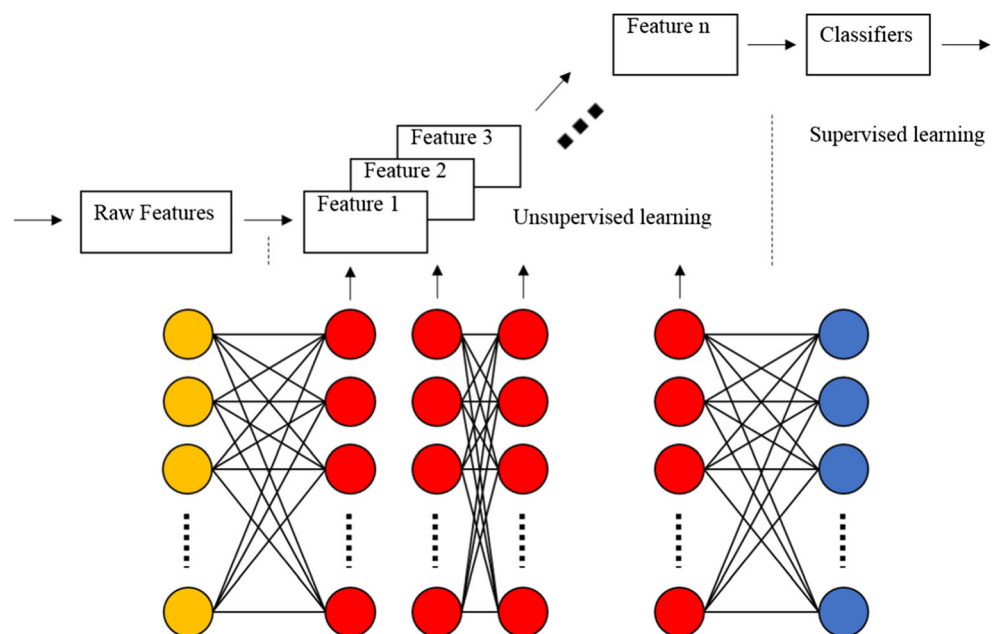 Feature n
Classifiers
Supervised learning
Feature 3
Feature 2
Feature 1
Raw Features
Unsupervised learning